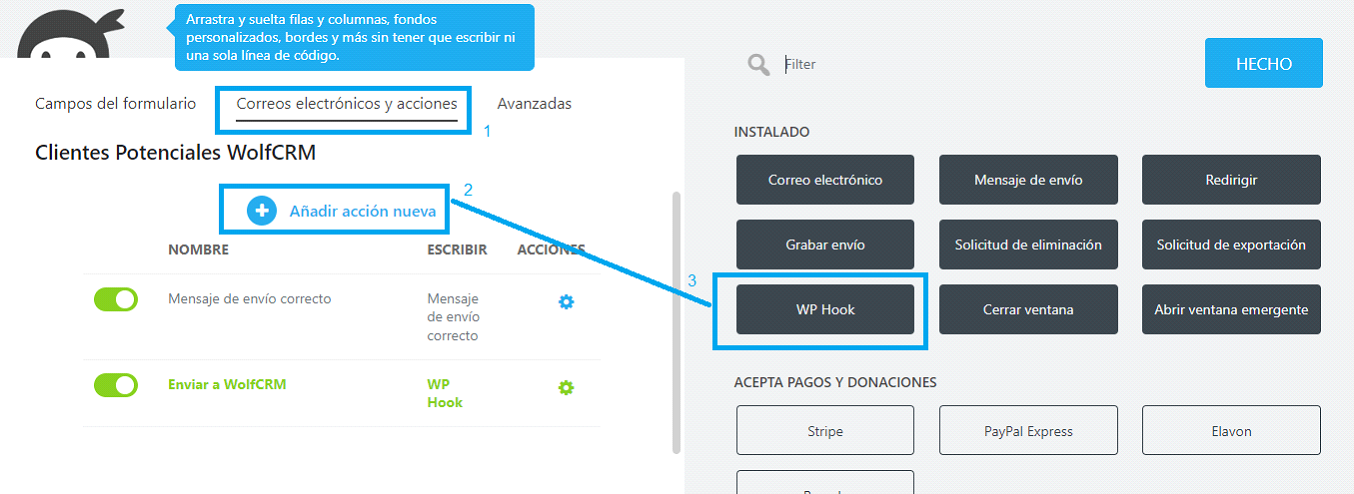 Arrastra y suelta filas y columnas, fondos
personalizados, bordes y más sin tener que escribir ni
una sola línea de código.
Filter
HECHO
Campos del formulario
Correos electrónicos y acciones
Avanzadas
1
Clientes Potenciales WolfCRM
2
Añadir acción nueva
NOMBRE
ESCRIBIR
ACCIONES
Mensaje de envío correcto
Mensaje
de envío
correcto
Enviar a WolfCRM
WP
Hook
INSTALADO
Correo electrónico
Mensaje de envío
Redirigir
Grabar envío
Solicitud de eliminación
Solicitud de exportación
3
WP Hook
Cerrar ventana
Abrir ventana emergente
ACEPTA PAGOS Y DONACIONES
Stripe
PayPal Express
Elavon